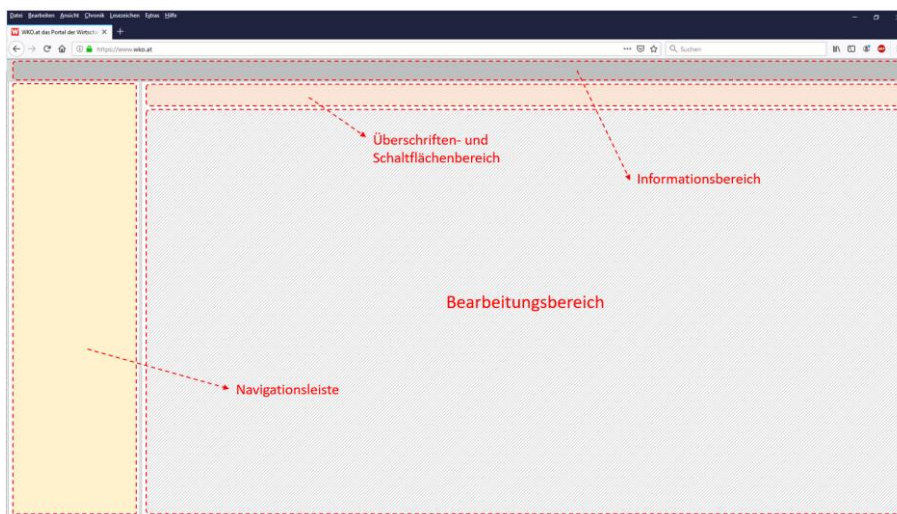 Datei Bearbeiten Ansicht Chronik Lesezeichen Extras Hilfe
WKO.at das Portal der Wirtsch
https://www.wko.at
Suchen
Überschriften- und
Schaltflächenbereich
Informationsbereich
Bearbeitungsbereich
Navigationsleiste